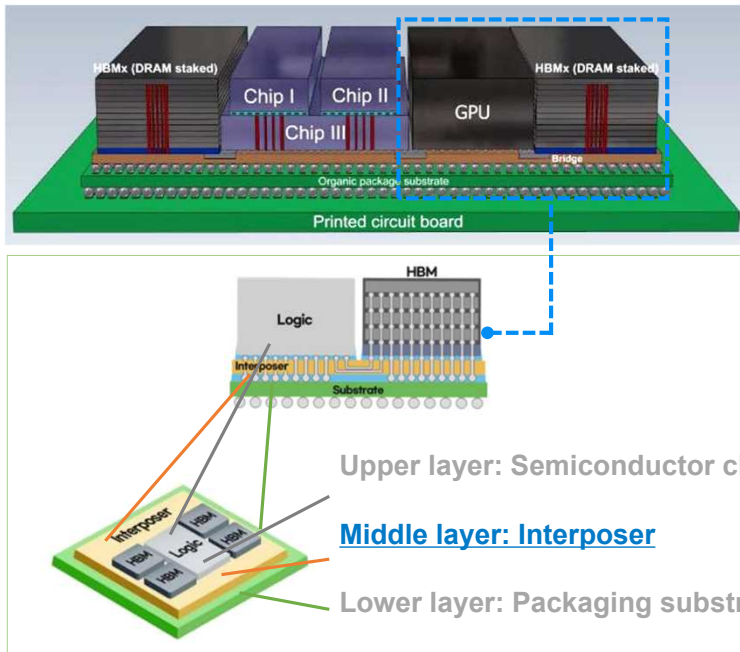 HBMx (DRAM staked)
HBMx (DRAM staked)
Chip I
Chip II
GPU
Chip III
Bridge
Organic package substrate
Printed circuit board
HBM
Logic
Interposer
Substrate
Upper layer: Semiconductor c
Interposer
HBM
Logic
HBM
HBM
HBM
Middle layer: Interposer
Lower layer: Packaging substr